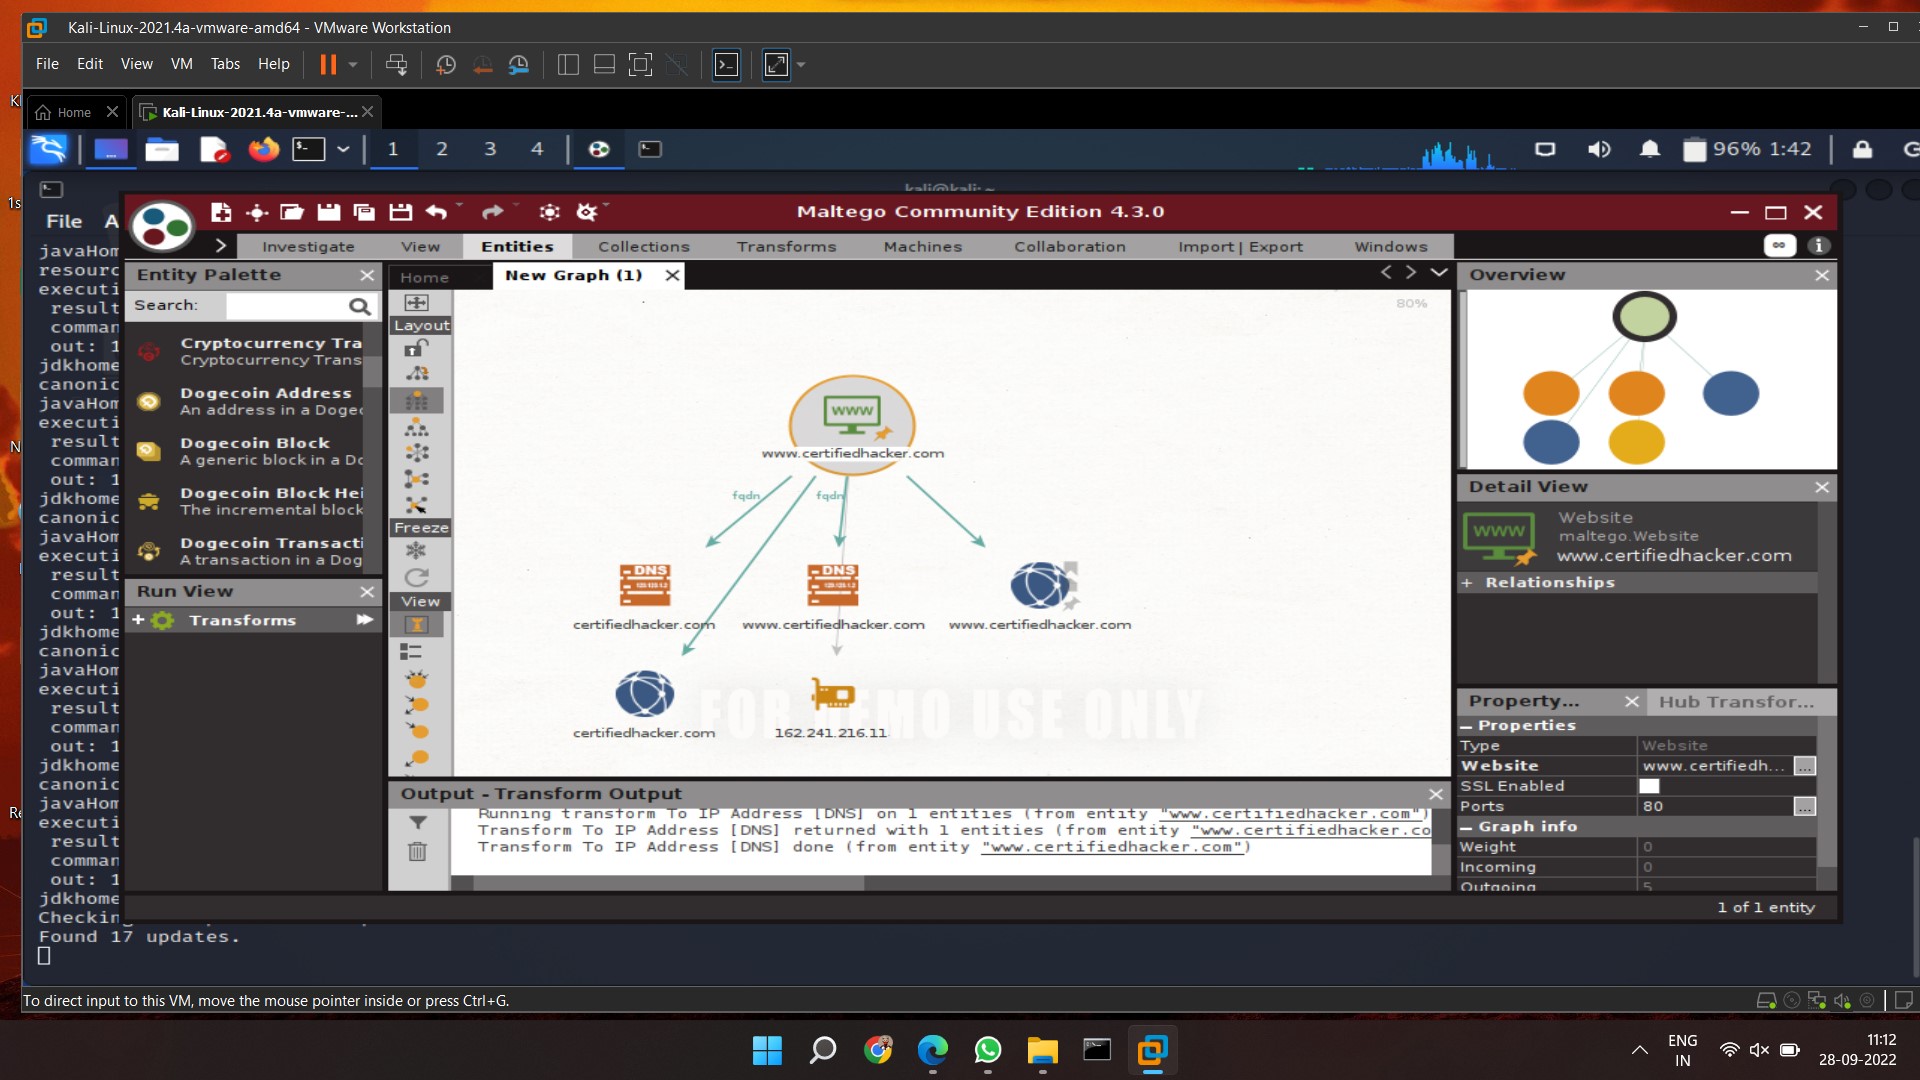 Kali-Linux-2021.4a-vmware-amd64 - VMware Workstation
File Edit View VM Tabs Help
Home
Kali-Linux-2021.4a-vmware-...
1 2 3 4
96% 1:42
kali@kali: ~
File A
Maltego Community Edition 4.3.0
Investigate View Entities Collections Transforms Machines Collaboration Import | Export Windows
Entity Palette
Search:
Cryptocurrency Tra
Cryptocurrency Trans
Dogecoin Address
An address in a Dogec
Dogecoin Block
A generic block in a Do
Dogecoin Block Hei
The incremental block
Dogecoin Transacti
A transaction in a Dog
Run View
Transforms
Home
New Graph (1)
Layout
Freeze
View
80%
www
www.certifiedhacker.com
fqdn
fqdn
DNS
certifiedhacker.com
DNS
www.certifiedhacker.com
www.certifiedhacker.com
certifiedhacker.com
162.241.216.11
FOR DEMO USE ONLY
Output - Transform Output
Running transform To IP Address [DNS] on 1 entities (from entity "www.certifiedhacker.com")
Transform To IP Address [DNS] returned with 1 entities (from entity "www.certifiedhacker.co
Transform To IP Address [DNS] done (from entity "www.certifiedhacker.com")
Overview
Detail View
WWW
Website
maltego.Website
www.certifiedhacker.com
+ Relationships
Property...
Hub Transfor...
Properties
Type Website
Website www.certifiedh...
SSL Enabled
Ports 80
Graph info
Weight 0
Incoming 0
Outgoing 5
1 of 1 entity
javaHom
resourc
executi
result
comman
out: 1
jdkhome
canonic
javaHom
executi
result
comman
out: 1
jdkhome
canonic
javaHom
executi
result
comman
out: 1
jdkhome
canonic
javaHom
executi
result
comman
out: 1
jdkhome
canonic
javaHom
executi
result
comman
out: 1
jdkhome
Checkin
Found 17 updates.
To direct input to this VM, move the mouse pointer inside or press Ctrl+G.
ENG
IN
11:12
28-09-2022